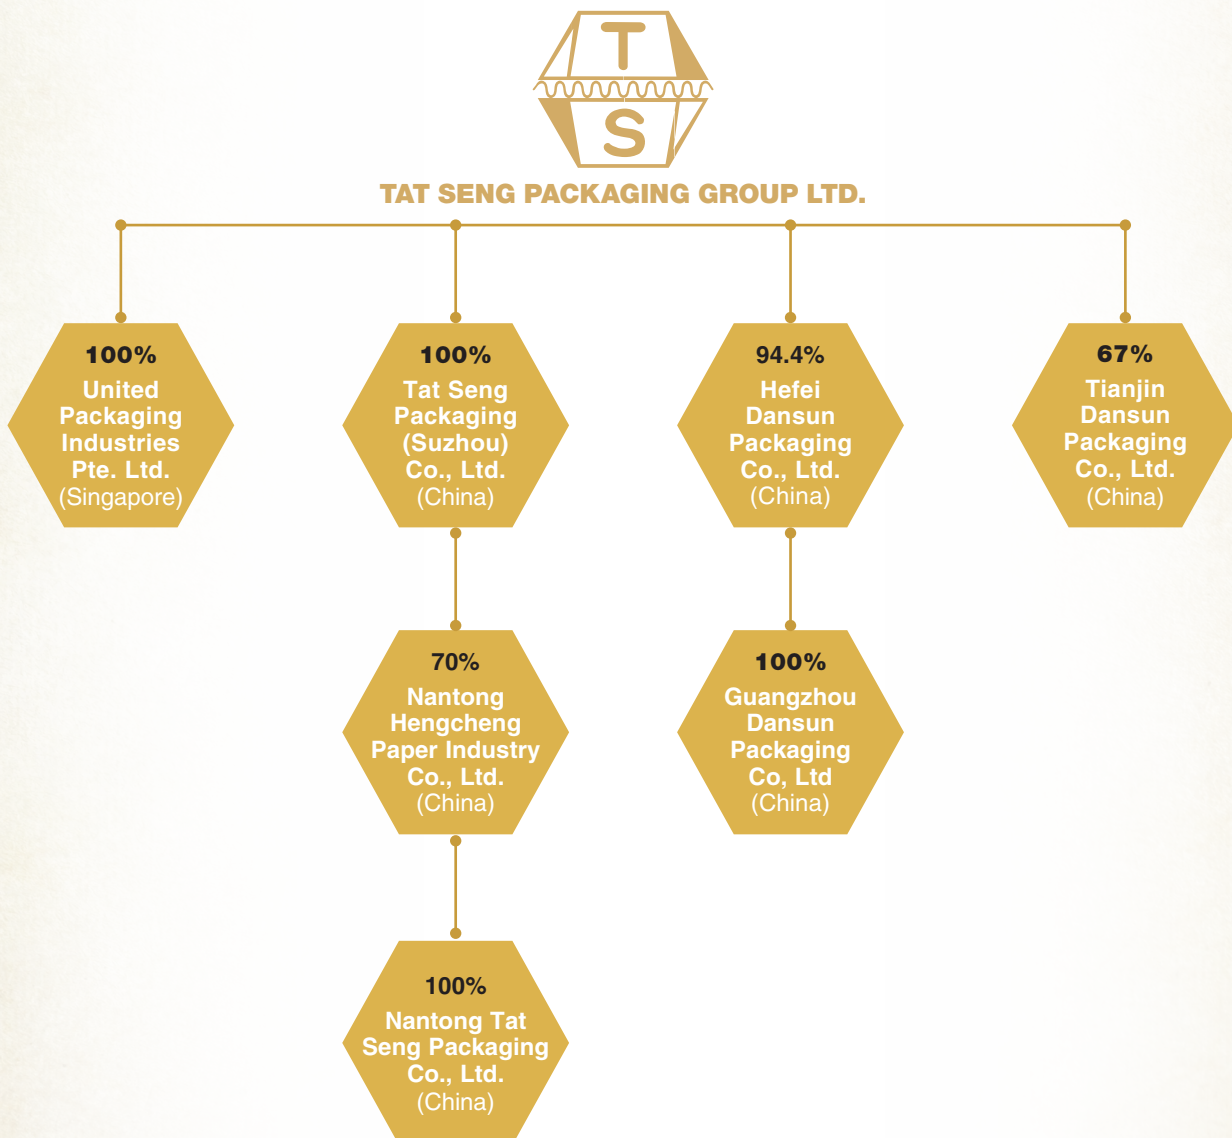 T
S
TAT SENG PACKAGING GROUP LTD.
100%
United
Packaging
Industries
Pte. Ltd.
(Singapore)
100%
Tat Seng
Packaging
(Suzhou)
Co., Ltd.
(China)
94.4%
Hefei
Dansun
Packaging
Co., Ltd.
(China)
67%
Tianjin
Dansun
Packaging
Co., Ltd.
(China)
70%
Nantong
Hengcheng
Paper Industry
Co., Ltd.
(China)
100%
Guangzhou
Dansun
Packaging
Co, Ltd
(China)
100%
Nantong Tat
Seng Packaging
Co., Ltd.
(China)